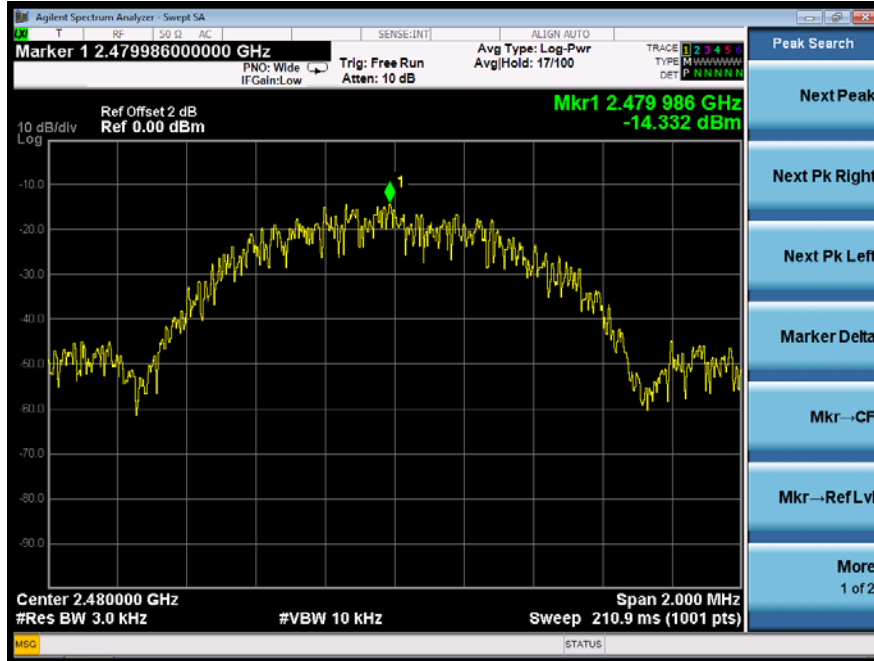 Agilent Spectrum Analyzer - Swept SA
T RF 50 Ω AC SENSE:INT ALIGN AUTO
Marker 1 2.479986000000 GHz
PNO: Wide
IFGain:Low
Trig: Free Run
Atten: 10 dB
Avg Type: Log-Pwr
Avg|Hold: 17/100
TRACE 1 2 3 4 5 6
TYPE M WWWWW
DET P N N N N N
Ref Offset 2 dB
Ref 0.00 dBm
10 dB/div
Log
Mkr1 2.479 986 GHz
-14.332 dBm
1
-10.0
-20.0
-30.0
-40.0
-50.0
-60.0
-70.0
-80.0
-90.0
Center 2.480000 GHz
Span 2.000 MHz
#Res BW 3.0 kHz
#VBW 10 kHz
Sweep 210.9 ms (1001 pts)
MSG
STATUS
Peak Search
Next Peak
Next Pk Right
Next Pk Left
Marker Delta
Mkr→CF
Mkr→Ref Lvl
More
1 of 2